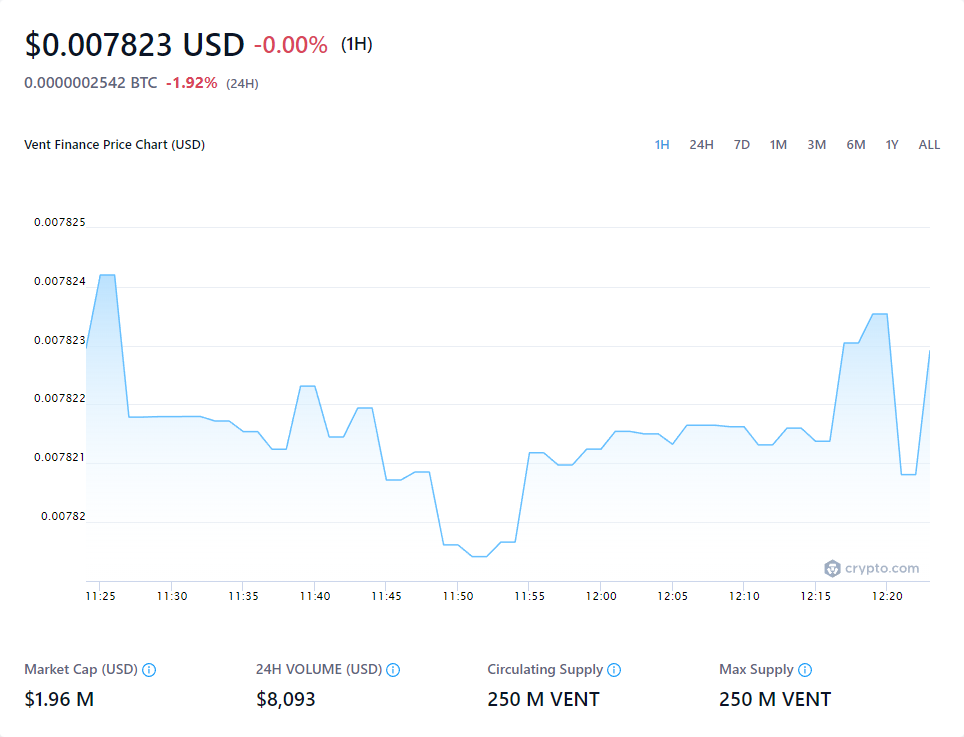 $0.007823 USD -0.00% (1H)
0.0000002542 BTC -1.92% (24H)
Vent Finance Price Chart (USD) 1H 24H 7D 1M 3M 6M 1Y ALL
0.007825
0.007824
0.007823
0.007822
0.007821
0.00782
crypto.com
11:25 11:30 11:35 11:40 11:45 11:50 11:55 12:00 12:05 12:10 12:15 12:20
Market Cap (USD) 24H VOLUME (USD) Circulating Supply Max Supply
$1.96 M $8,093 250 M VENT 250 M VENT